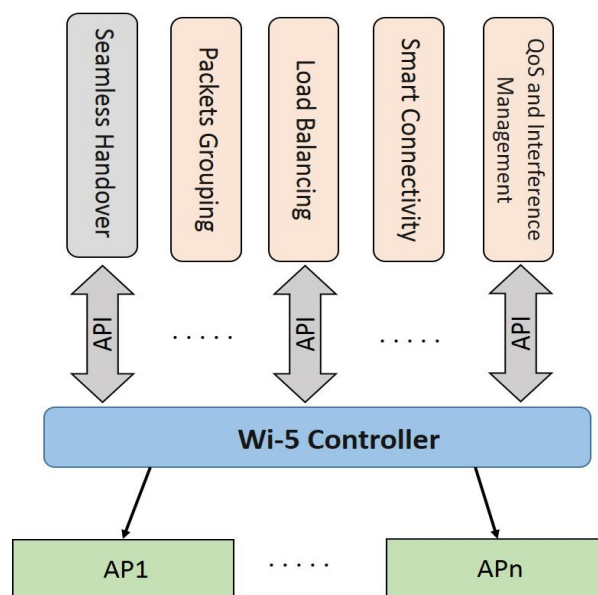 Seamless Handover
Packets Grouping
Load Balancing
Smart Connectivity
QoS and Interference
Management
API
API
API
. . . . .
. . . . .
Wi-5 Controller
AP1
. . . . .
APn